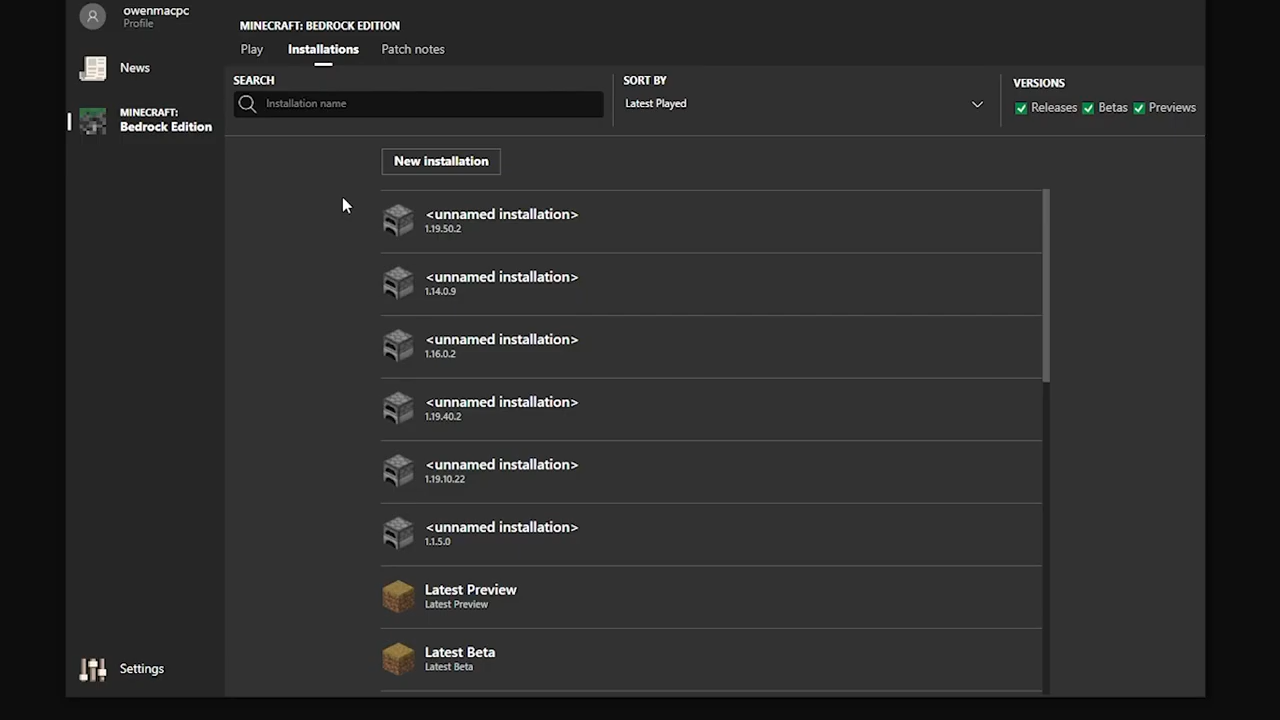 owenmacpc
Profile
News
MINECRAFT:
Bedrock Edition
Settings
MINECRAFT: BEDROCK EDITION
Play Installations Patch notes
SEARCH
Installation name
SORT BY
Latest Played
VERSIONS
Releases Betas Previews
New installation
<unnamed installation>
1.19.50.2
<unnamed installation>
1.14.0.9
<unnamed installation>
1.16.0.2
<unnamed installation>
1.19.40.2
<unnamed installation>
1.19.10.22
<unnamed installation>
1.1.5.0
Latest Preview
Latest Preview
Latest Beta
Latest Beta